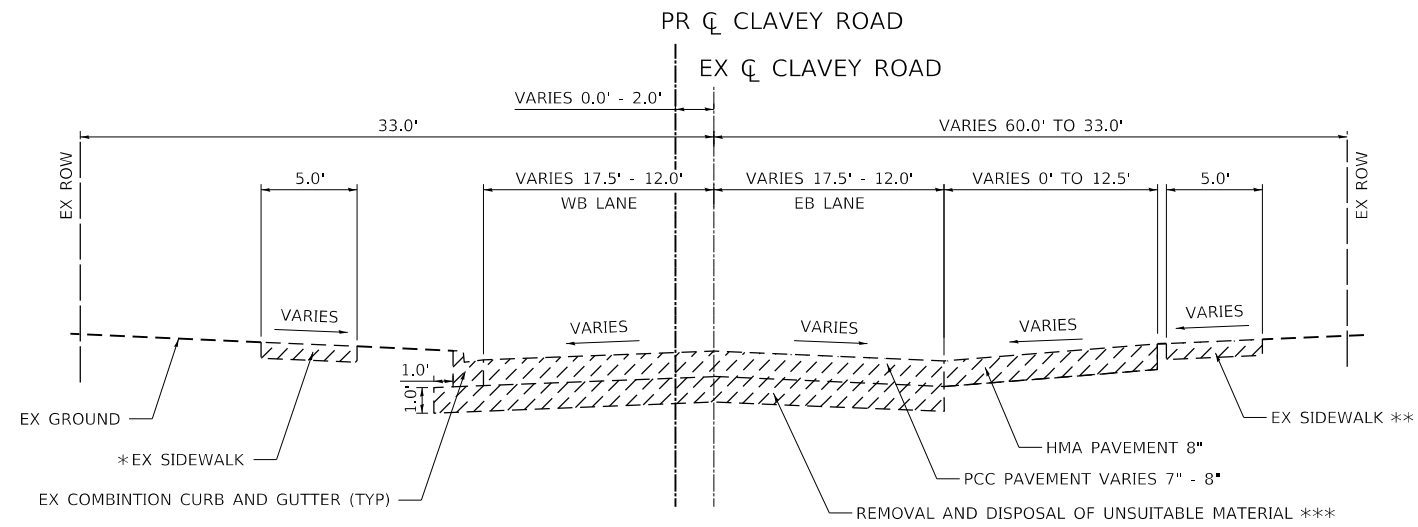 PR ℄ CLAVEY ROAD
EX ℄ CLAVEY ROAD
VARIES 0.0' - 2.0'
33.0'
VARIES 60.0' TO 33.0'
EX ROW
5.0'
VARIES 17.5' - 12.0'
WB LANE
VARIES 17.5' - 12.0'
EB LANE
VARIES 0' TO 12.5'
5.0'
EX ROW
VARIES
VARIES
VARIES
VARIES
VARIES
1.0'
1.0'
EX GROUND
*EX SIDEWALK
EX COMBINTION CURB AND GUTTER (TYP)
EX SIDEWALK **
HMA PAVEMENT 8"
PCC PAVEMENT VARIES 7" - 8"
REMOVAL AND DISPOSAL OF UNSUITABLE MATERIAL ***